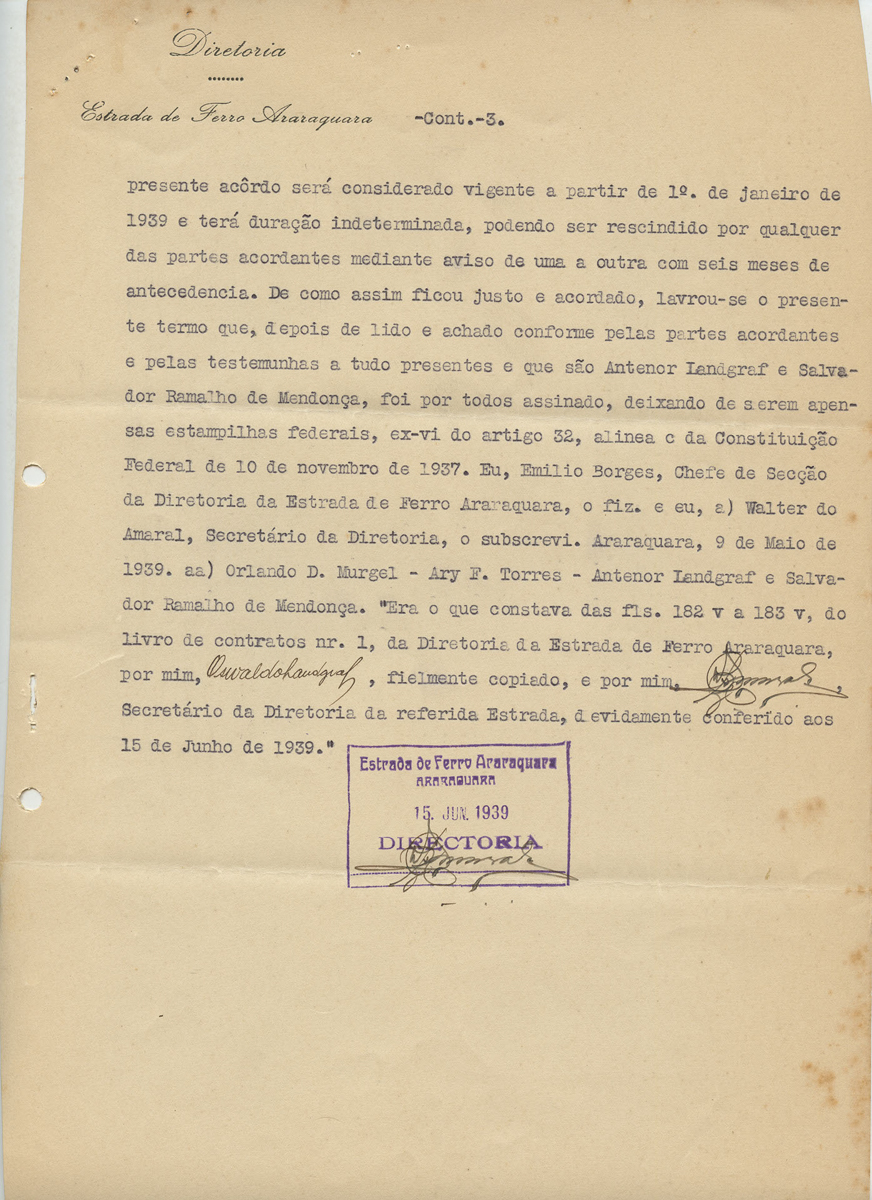 Diretoria
Estrada de Ferro Araraquara -Cont.-3.
presente acôrdo será considerado vigente a partir de 1º. de janeiro de
1939 e terá duração indeterminada, podendo ser rescindido por qualquer
das partes acordantes mediante aviso de uma a outra com seis meses de
antecedencia. De como assim ficou justo e acordado, lavrou-se o presen-
te termo que, depois de lido e achado conforme pelas partes acordantes
e pelas testemunhas a tudo presentes e que são Antenor Landgraf e Salva-
dor Ramalho de Mendonça, foi por todos assinado, deixando de serem apen-
sas estampilhas federais, ex-vi do artigo 32, alinea c da Constituição
Federal de 10 de novembro de 1937. Eu, Emilio Borges, Chefe de Secção
da Diretoria da Estrada de Ferro Araraquara, o fiz. e eu, a) Walter do
Amaral, Secretário da Diretoria, o subscrevi. Araraquara, 9 de Maio de
1939. aa) Orlando D. Murgel - Ary F. Torres - Antenor Landgraf e Salva-
dor Ramalho de Mendonça. "Era o que constava das fls. 182 v a 183 v, do
livro de contratos nr. 1, da Diretoria da Estrada de Ferro Araraquara,
por mim, Oswaldo Landgraf, fielmente copiado, e por mim, ,
Secretário da Diretoria da referida Estrada, devidamente conferido aos
15 de Junho de 1939."
Estrada de Ferro Araraquara
ARARAQUARA
15. JUN. 1939
DIRECTORIA